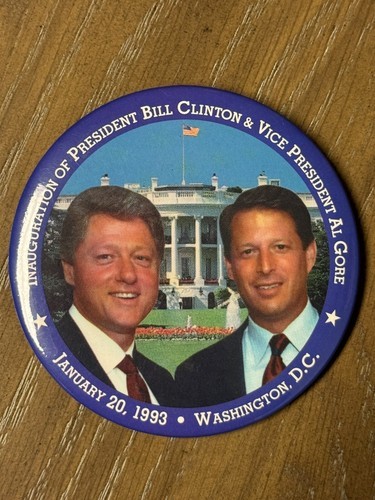 INAUGURATION OF PRESIDENT BILL CLINTON & VICE PRESIDENT AL GORE
JANUARY 20, 1993 • WASHINGTON, D.C.